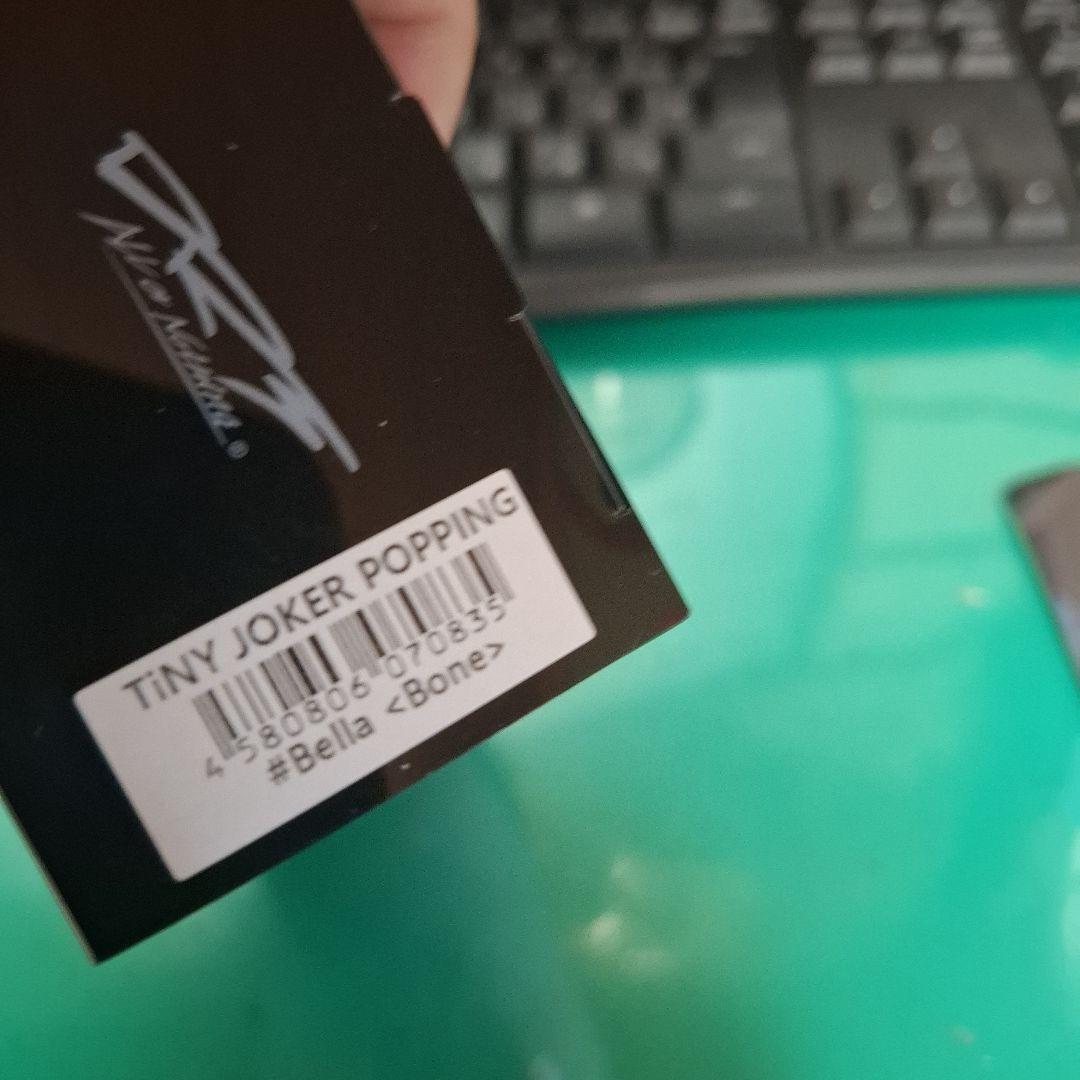 TiNY JOKER POPPING
4 580806 070835
#Bella <Bone>